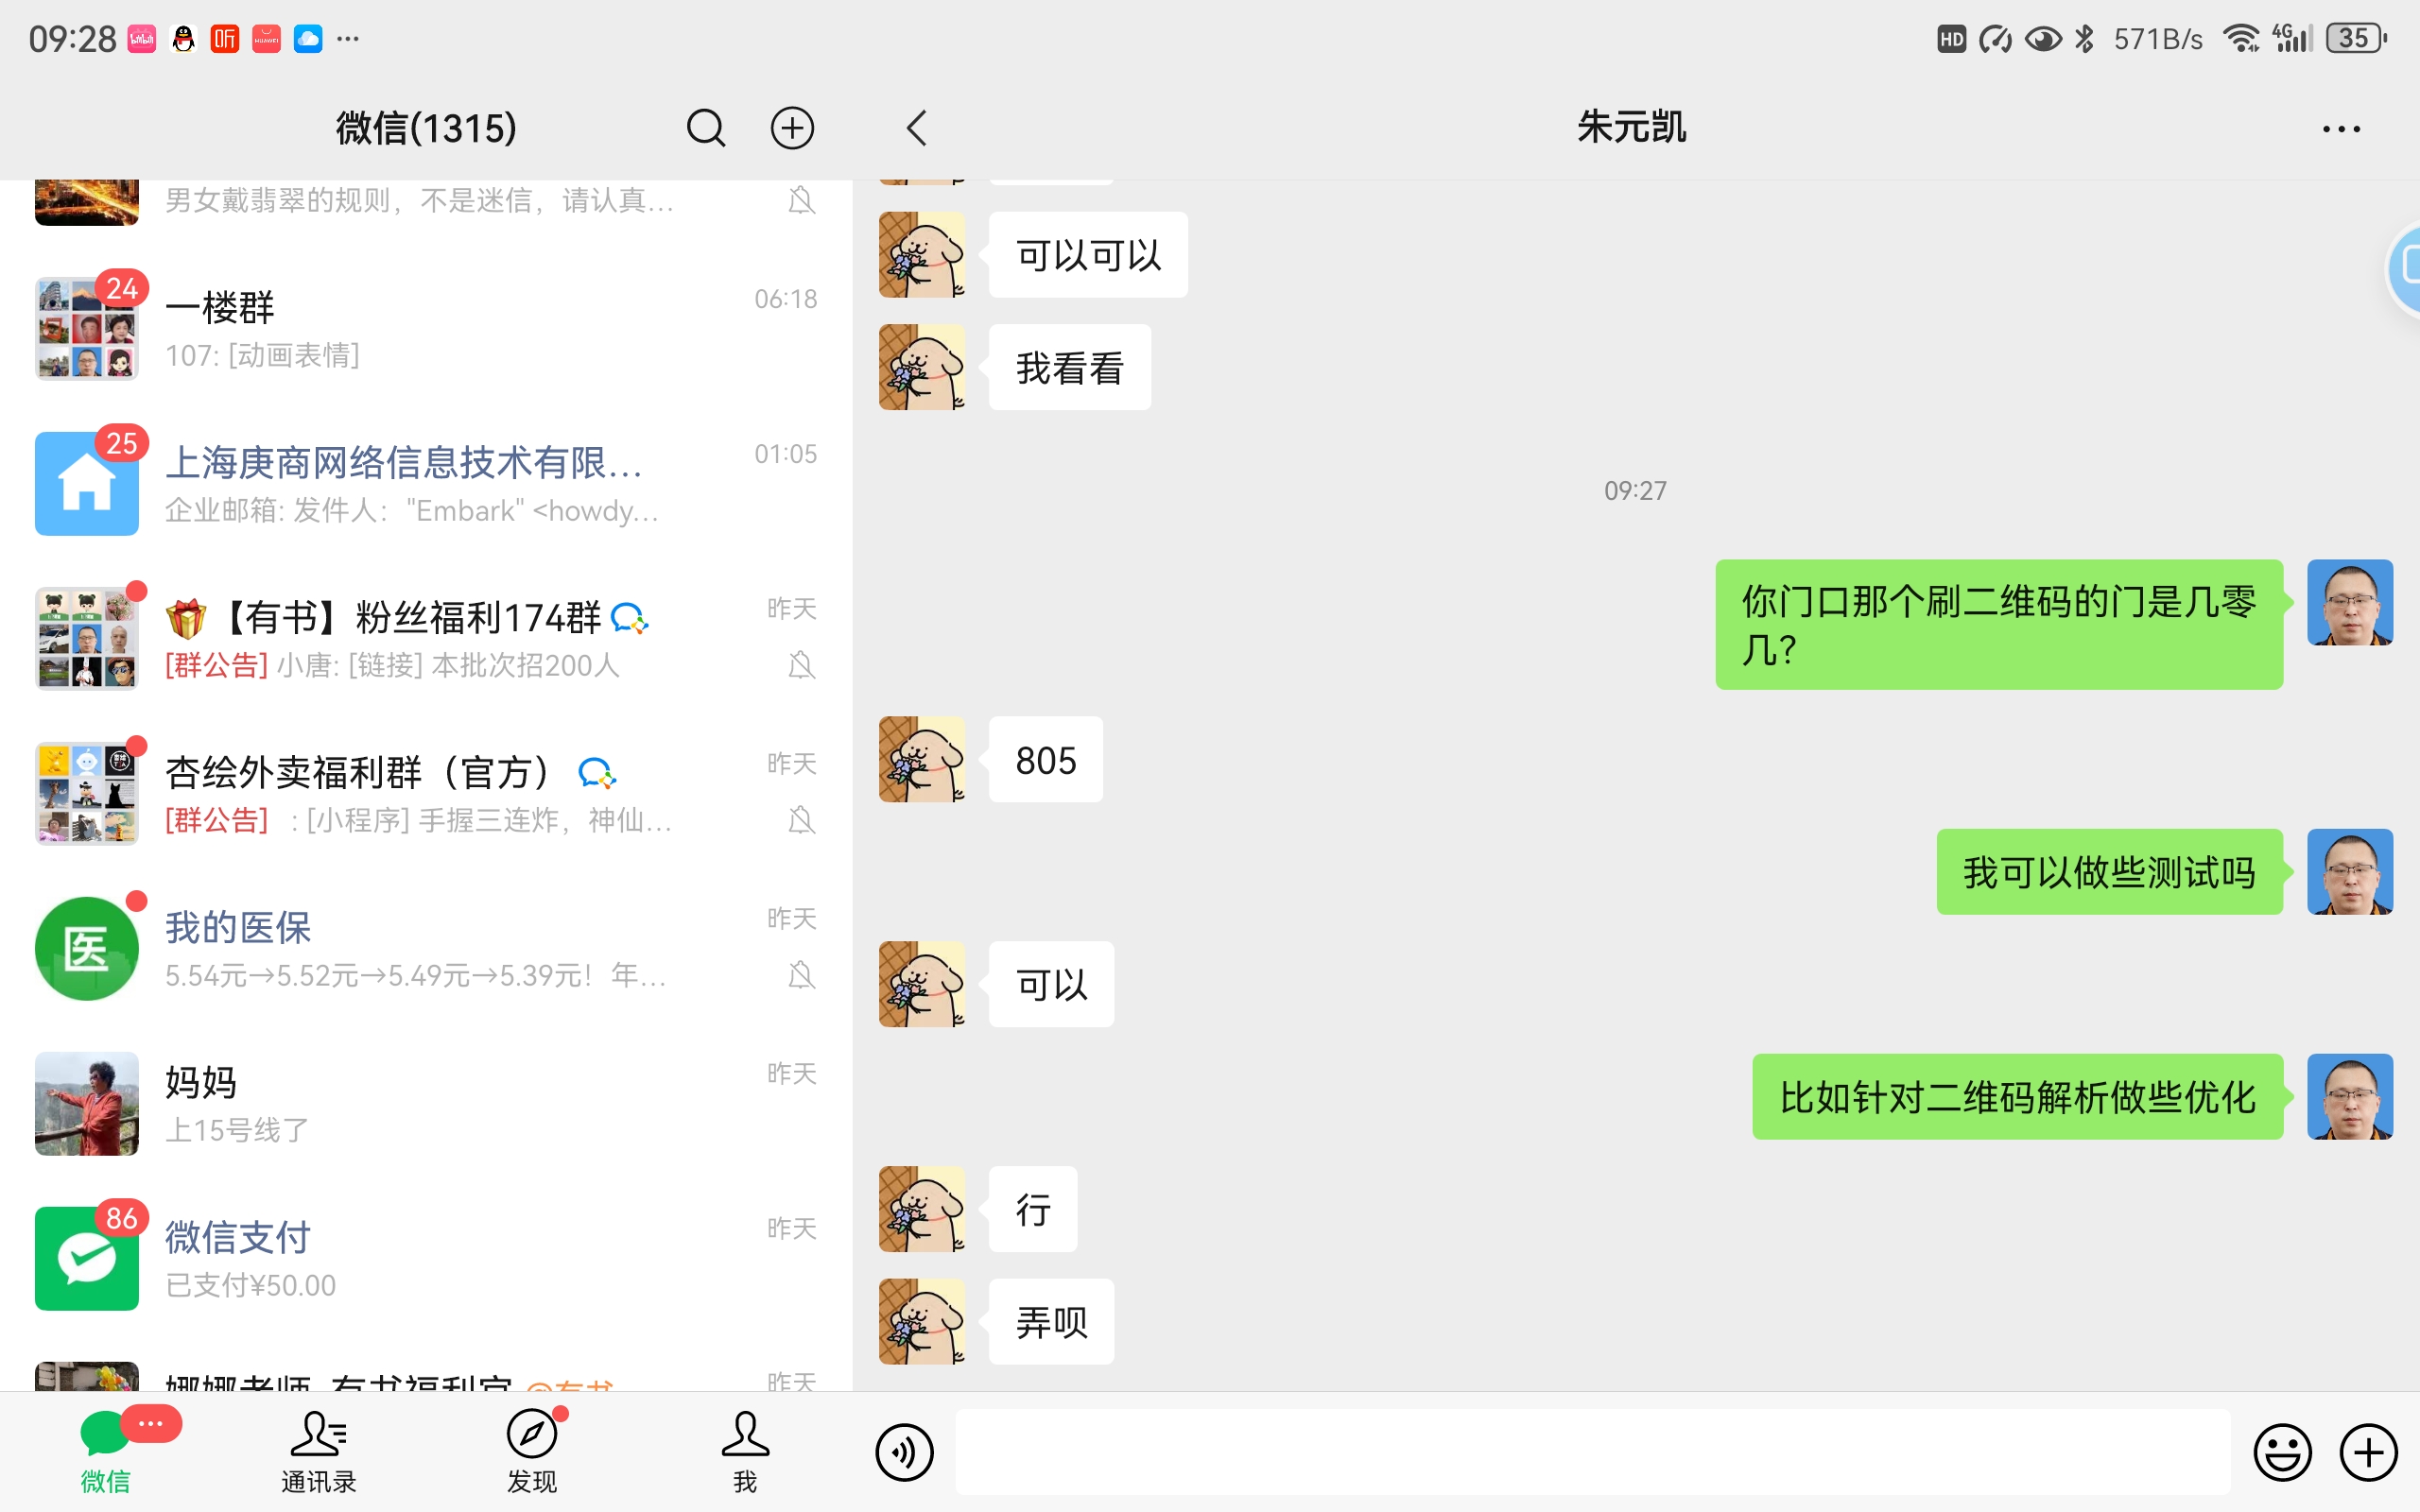 09:28
HD
571B/s
4G
35
微信(1315)
男女戴翡翠的规则，不是迷信，请认真...
24
一楼群
06:18
107: [动画表情]
25
上海庚商网络信息技术有限...
01:05
企业邮箱: 发件人： "Embark" <howdy...
【有书】粉丝福利174群
昨天
[群公告] 小唐: [链接] 本批次招200人
杏绘外卖福利群（官方）
昨天
[群公告] : [小程序] 手握三连炸，神仙...
医
我的医保
昨天
5.54元→5.52元→5.49元→5.39元！年...
妈妈
昨天
上15号线了
86
微信支付
昨天
已支付¥50.00
娜娜老师
昨天
微信
通讯录
发现
我
朱元凯
可以可以
我看看
09:27
你门口那个刷二维码的门是几零
几？
805
我可以做些测试吗
可以
比如针对二维码解析做些优化
行
弄呗